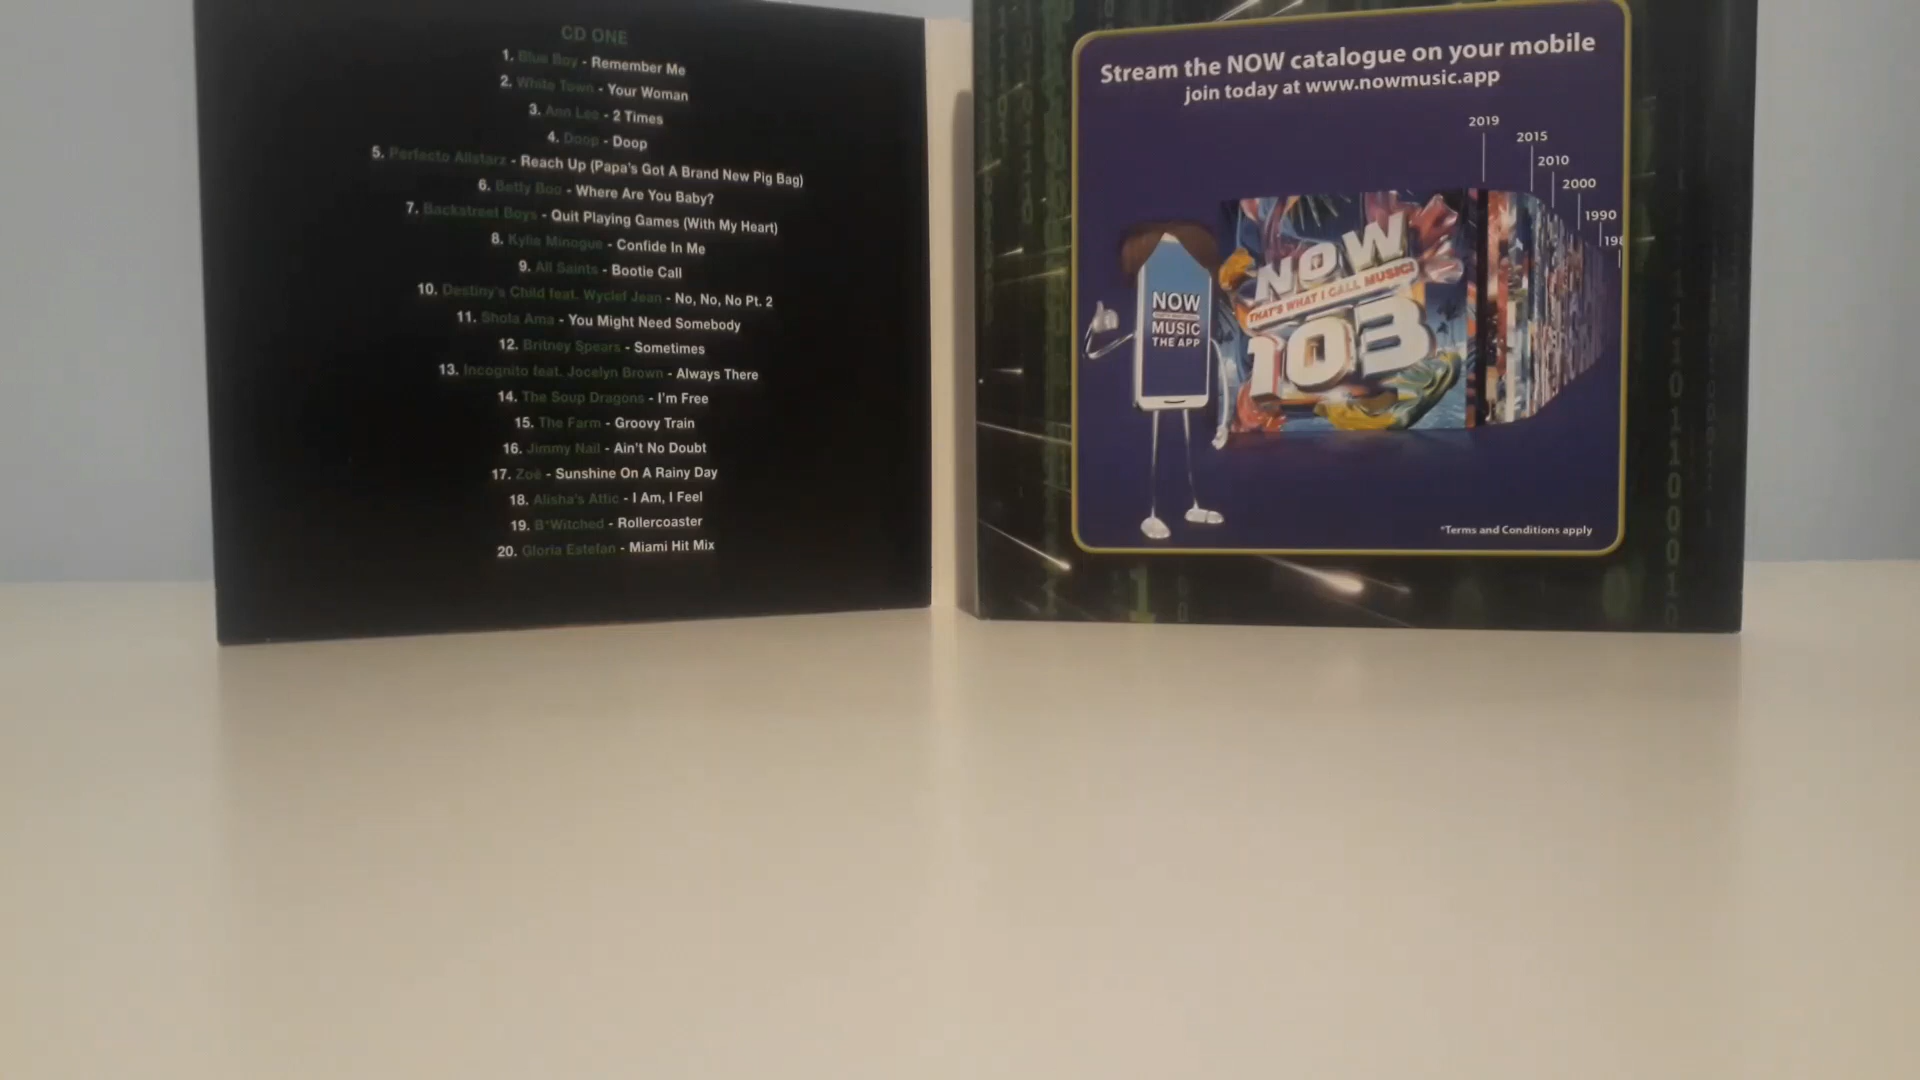 CD ONE
1. Blue Boy - Remember Me
2. White Town - Your Woman
3. Ann Lee - 2 Times
4. Doop - Doop
5. Perfecto Allstarz - Reach Up (Papa's Got A Brand New Pig Bag)
6. Betty Boo - Where Are You Baby?
7. Backstreet Boys - Quit Playing Games (With My Heart)
8. Kylie Minogue - Confide In Me
9. All Saints - Bootie Call
10. Destiny's Child feat. Wyclef Jean - No, No, No Pt. 2
11. Shola Ama - You Might Need Somebody
12. Britney Spears - Sometimes
13. Incognito feat. Jocelyn Brown - Always There
14. The Soup Dragons - I'm Free
15. The Farm - Groovy Train
16. Jimmy Nail - Ain't No Doubt
17. Zoë - Sunshine On A Rainy Day
18. Alisha's Attic - I Am, I Feel
19. B*Witched - Rollercoaster
20. Gloria Estefan - Miami Hit Mix
Stream the NOW catalogue on your mobile
join today at www.nowmusic.app
2019
2015
2010
2000
1990
198
NOW
THAT'S WHAT I CALL MUSIC!
103
NOW
MUSIC
THE APP
*Terms and Conditions apply